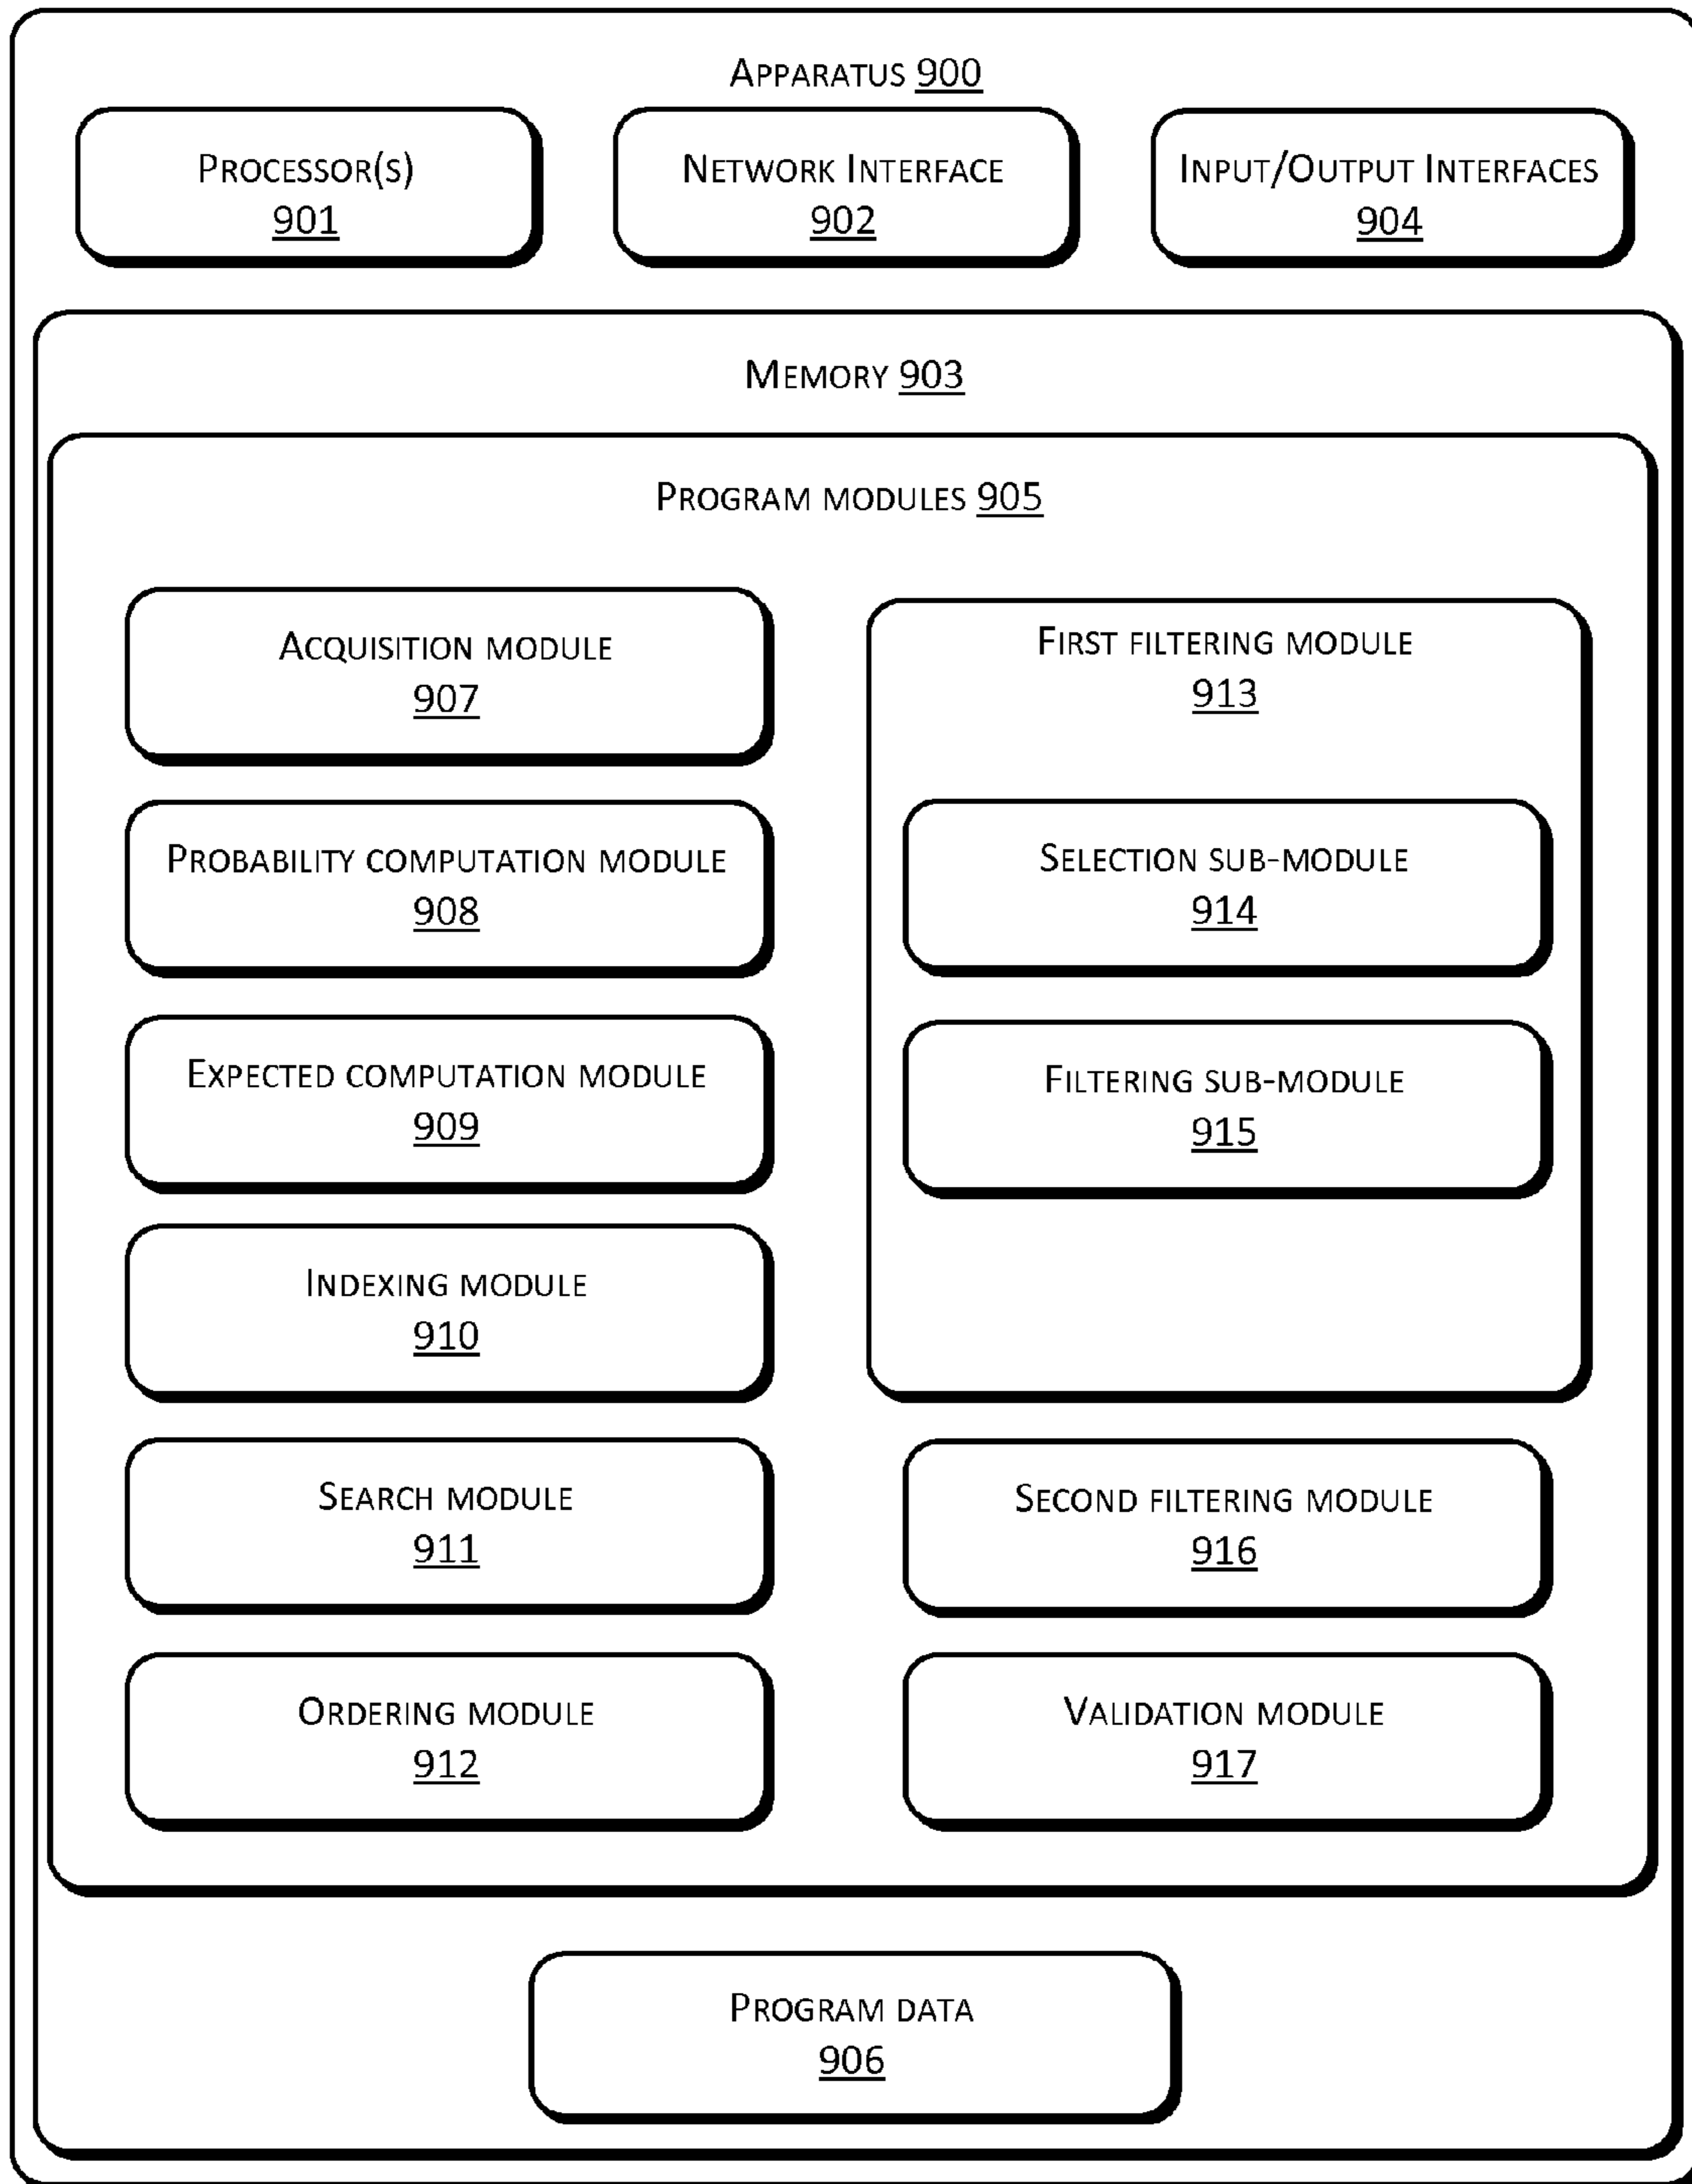 APPARATUS 900
PROCESSOR(S)
901
NETWORK INTERFACE
902
INPUT/OUTPUT INTERFACES
904
MEMORY 903
PROGRAM MODULES 905
ACQUISITION MODULE
907
PROBABILITY COMPUTATION MODULE
908
EXPECTED COMPUTATION MODULE
909
INDEXING MODULE
910
SEARCH MODULE
911
ORDERING MODULE
912
FIRST FILTERING MODULE
913
SELECTION SUB-MODULE
914
FILTERING SUB-MODULE
915
SECOND FILTERING MODULE
916
VALIDATION MODULE
917
PROGRAM DATA
906